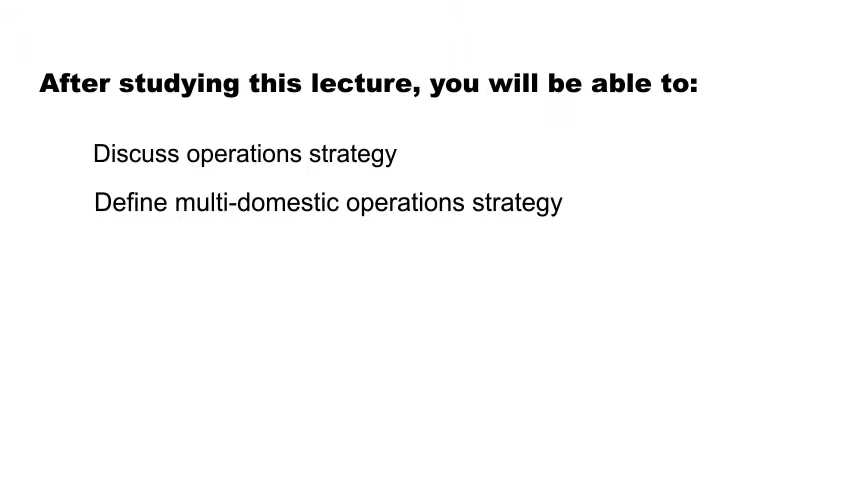 After studying this lecture, you will be able to:
Discuss operations strategy
Define multi-domestic operations strategy